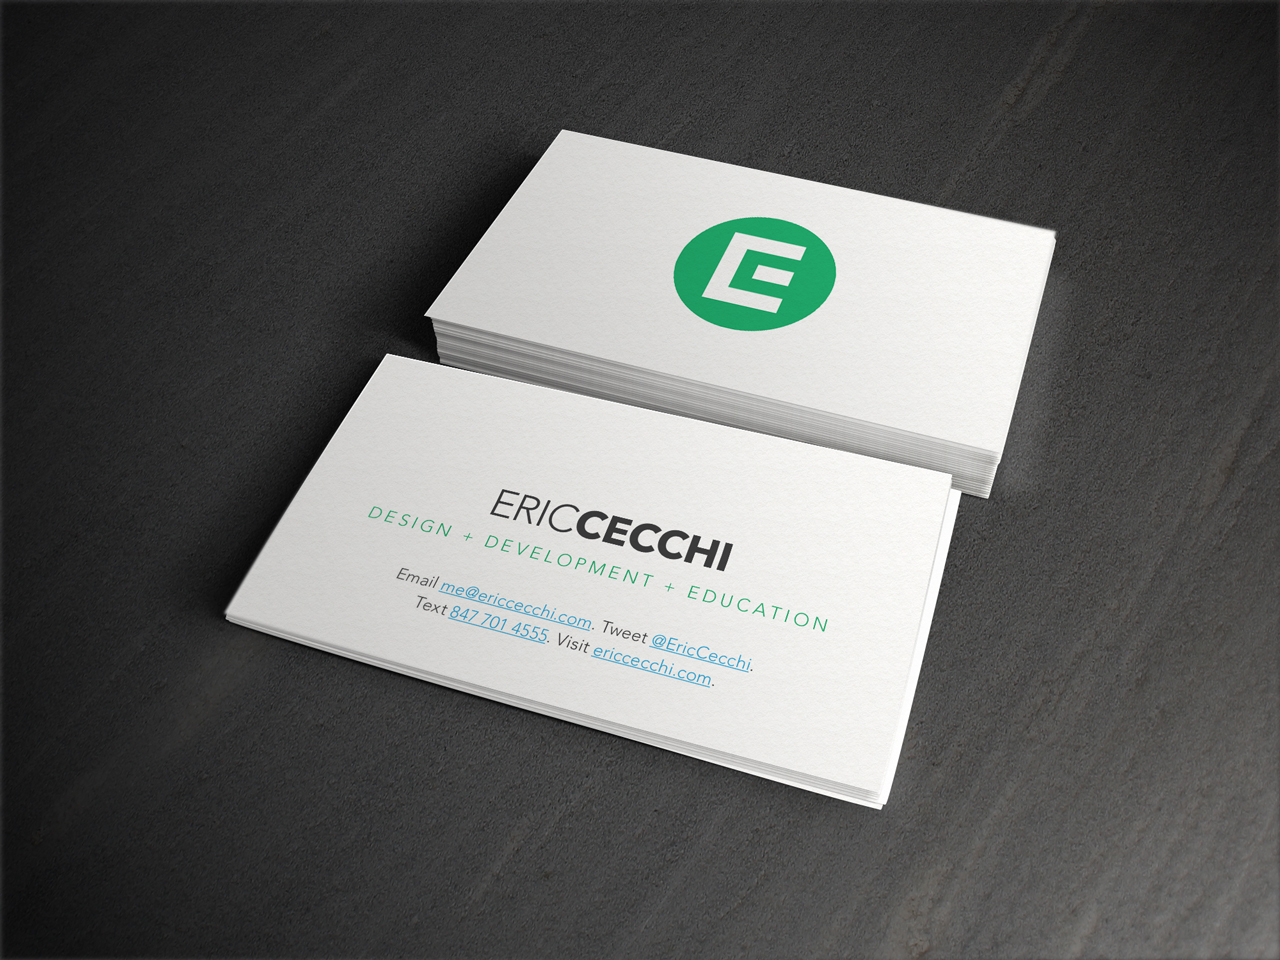 E
ERICCECCHI
DESIGN + DEVELOPMENT + EDUCATION
Email me@ericcecchi.com. Tweet @EricCecchi.
Text 847 701 4555. Visit ericcecchi.com.